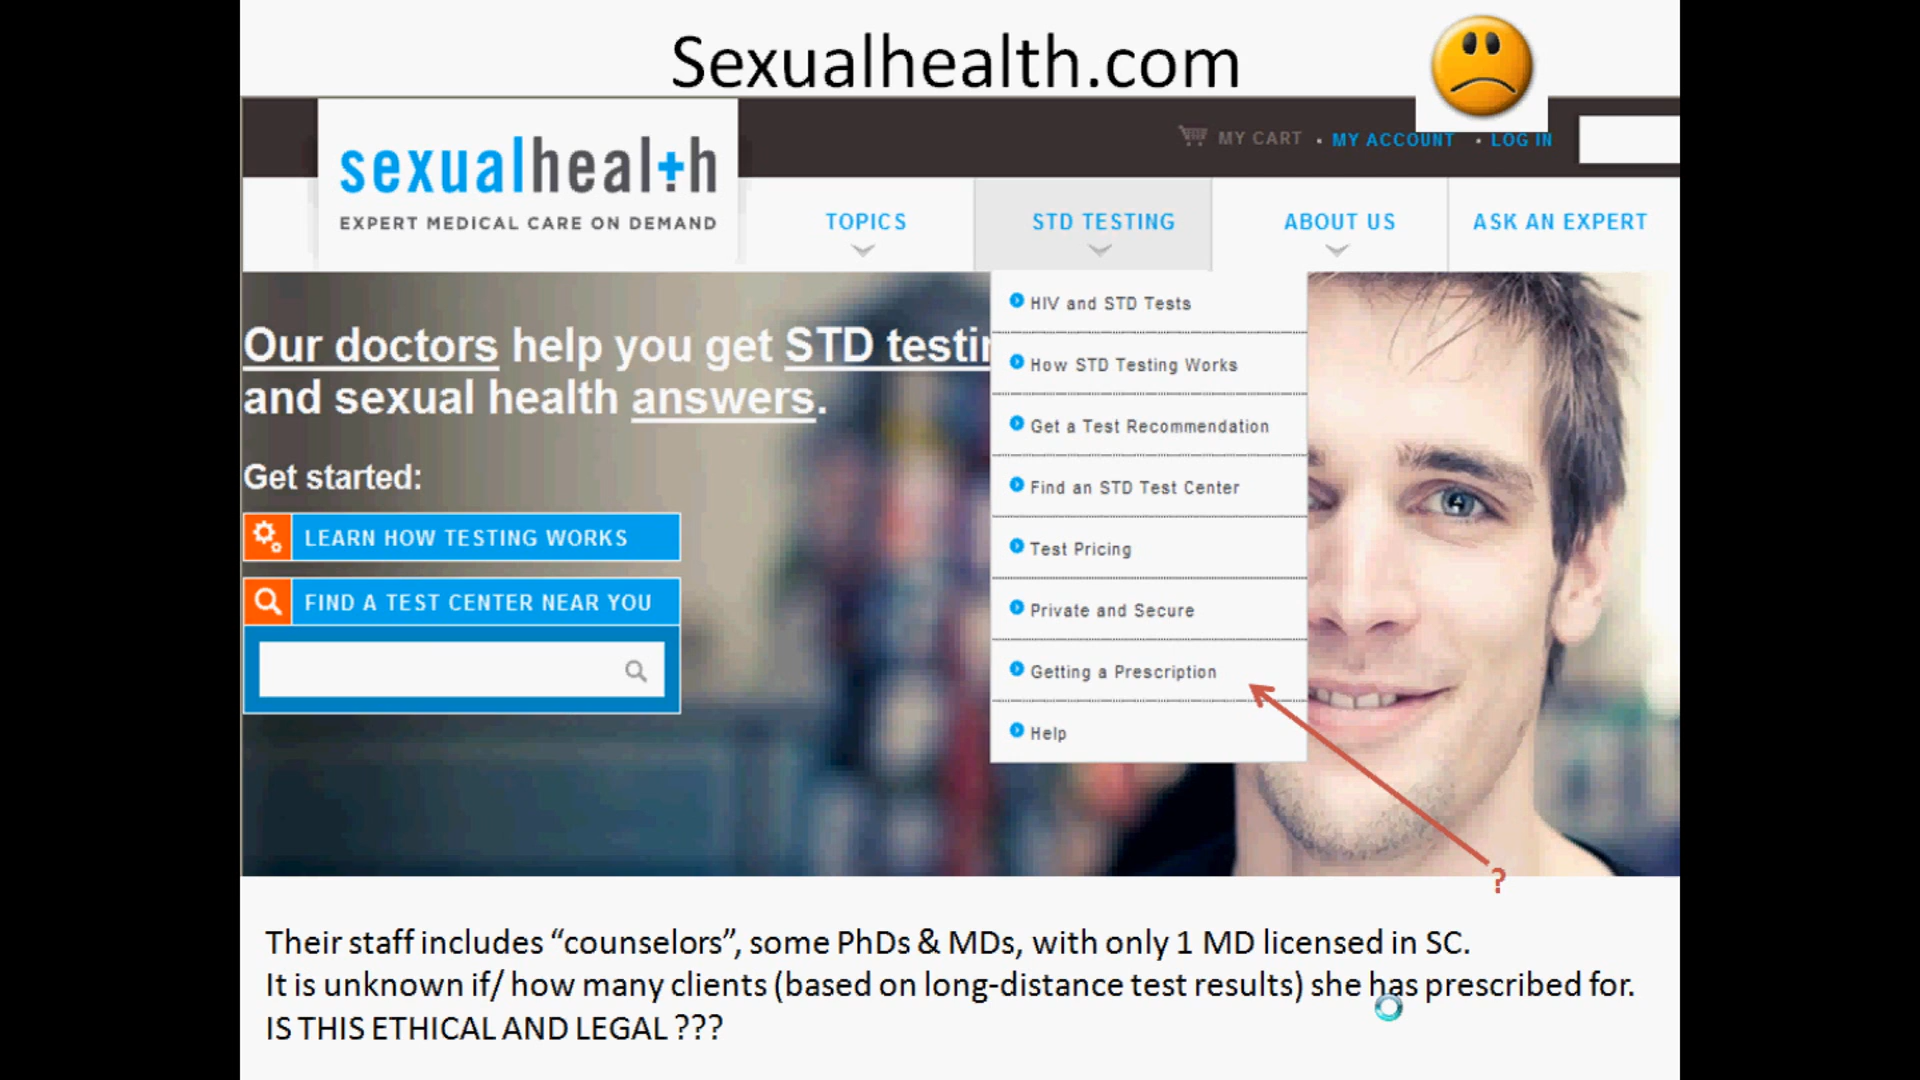 Sexualhealth.com
MY CART • MY ACCOUNT • LOG IN
sexualhealth
EXPERT MEDICAL CARE ON DEMAND
TOPICS
STD TESTING
ABOUT US
ASK AN EXPERT
HIV and STD Tests
How STD Testing Works
Get a Test Recommendation
Find an STD Test Center
Test Pricing
Private and Secure
Getting a Prescription
Help
Our doctors help you get STD testin
and sexual health answers.
Get started:
LEARN HOW TESTING WORKS
FIND A TEST CENTER NEAR YOU
?
Their staff includes “counselors”, some PhDs & MDs, with only 1 MD licensed in SC.
It is unknown if/ how many clients (based on long-distance test results) she has prescribed for.
IS THIS ETHICAL AND LEGAL ???